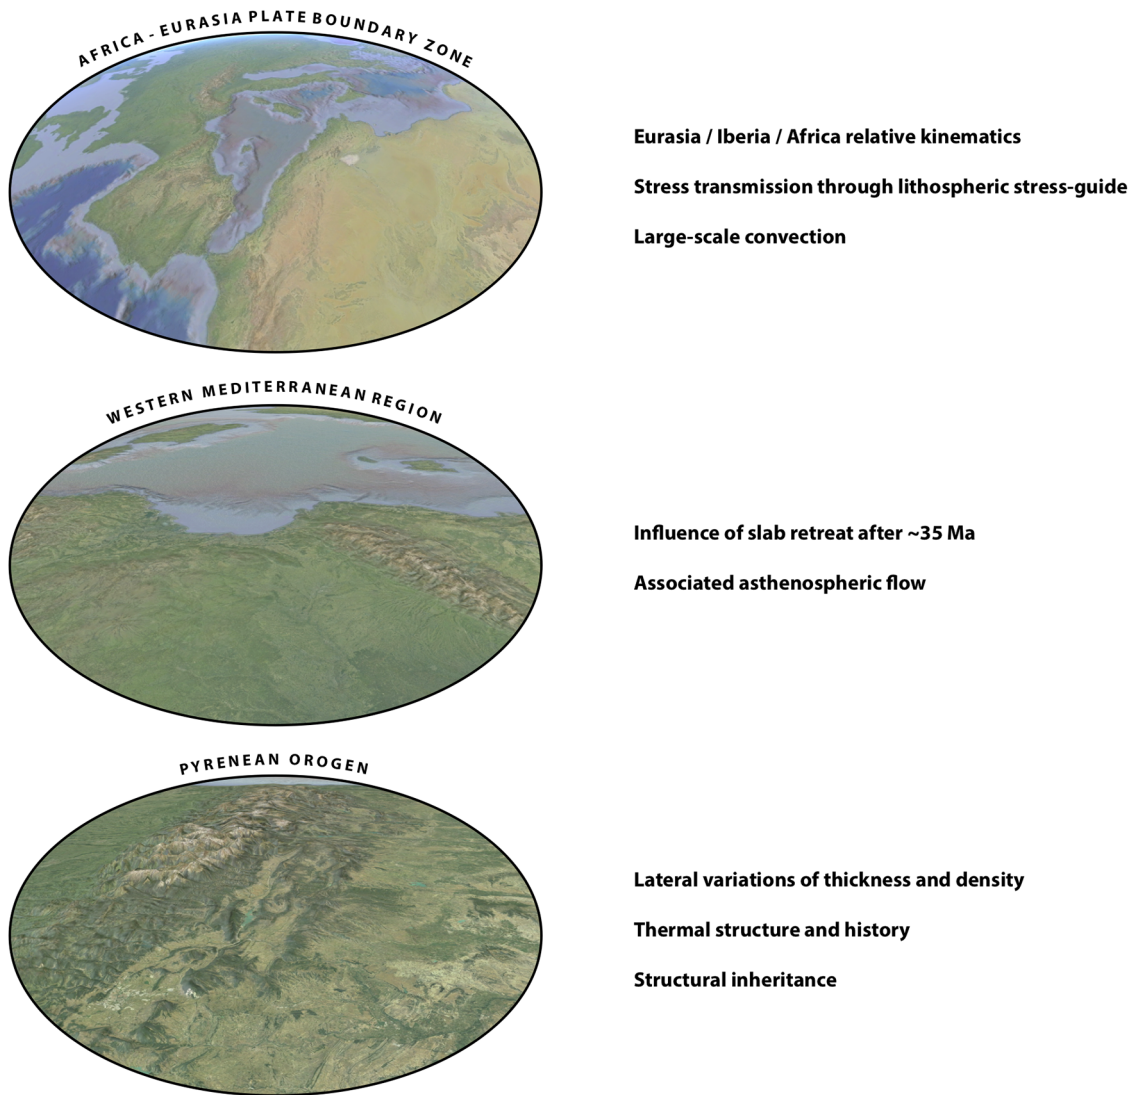 AFRICA - EURASIA PLATE BOUNDARY ZONE
Eurasia / Iberia / Africa relative kinematics
Stress transmission through lithospheric stress-guide
Large-scale convection
WESTERN MEDITERRANEAN REGION
Influence of slab retreat after ~35 Ma
Associated asthenospheric flow
PYRENEAN OROGEN
Lateral variations of thickness and density
Thermal structure and history
Structural inheritance